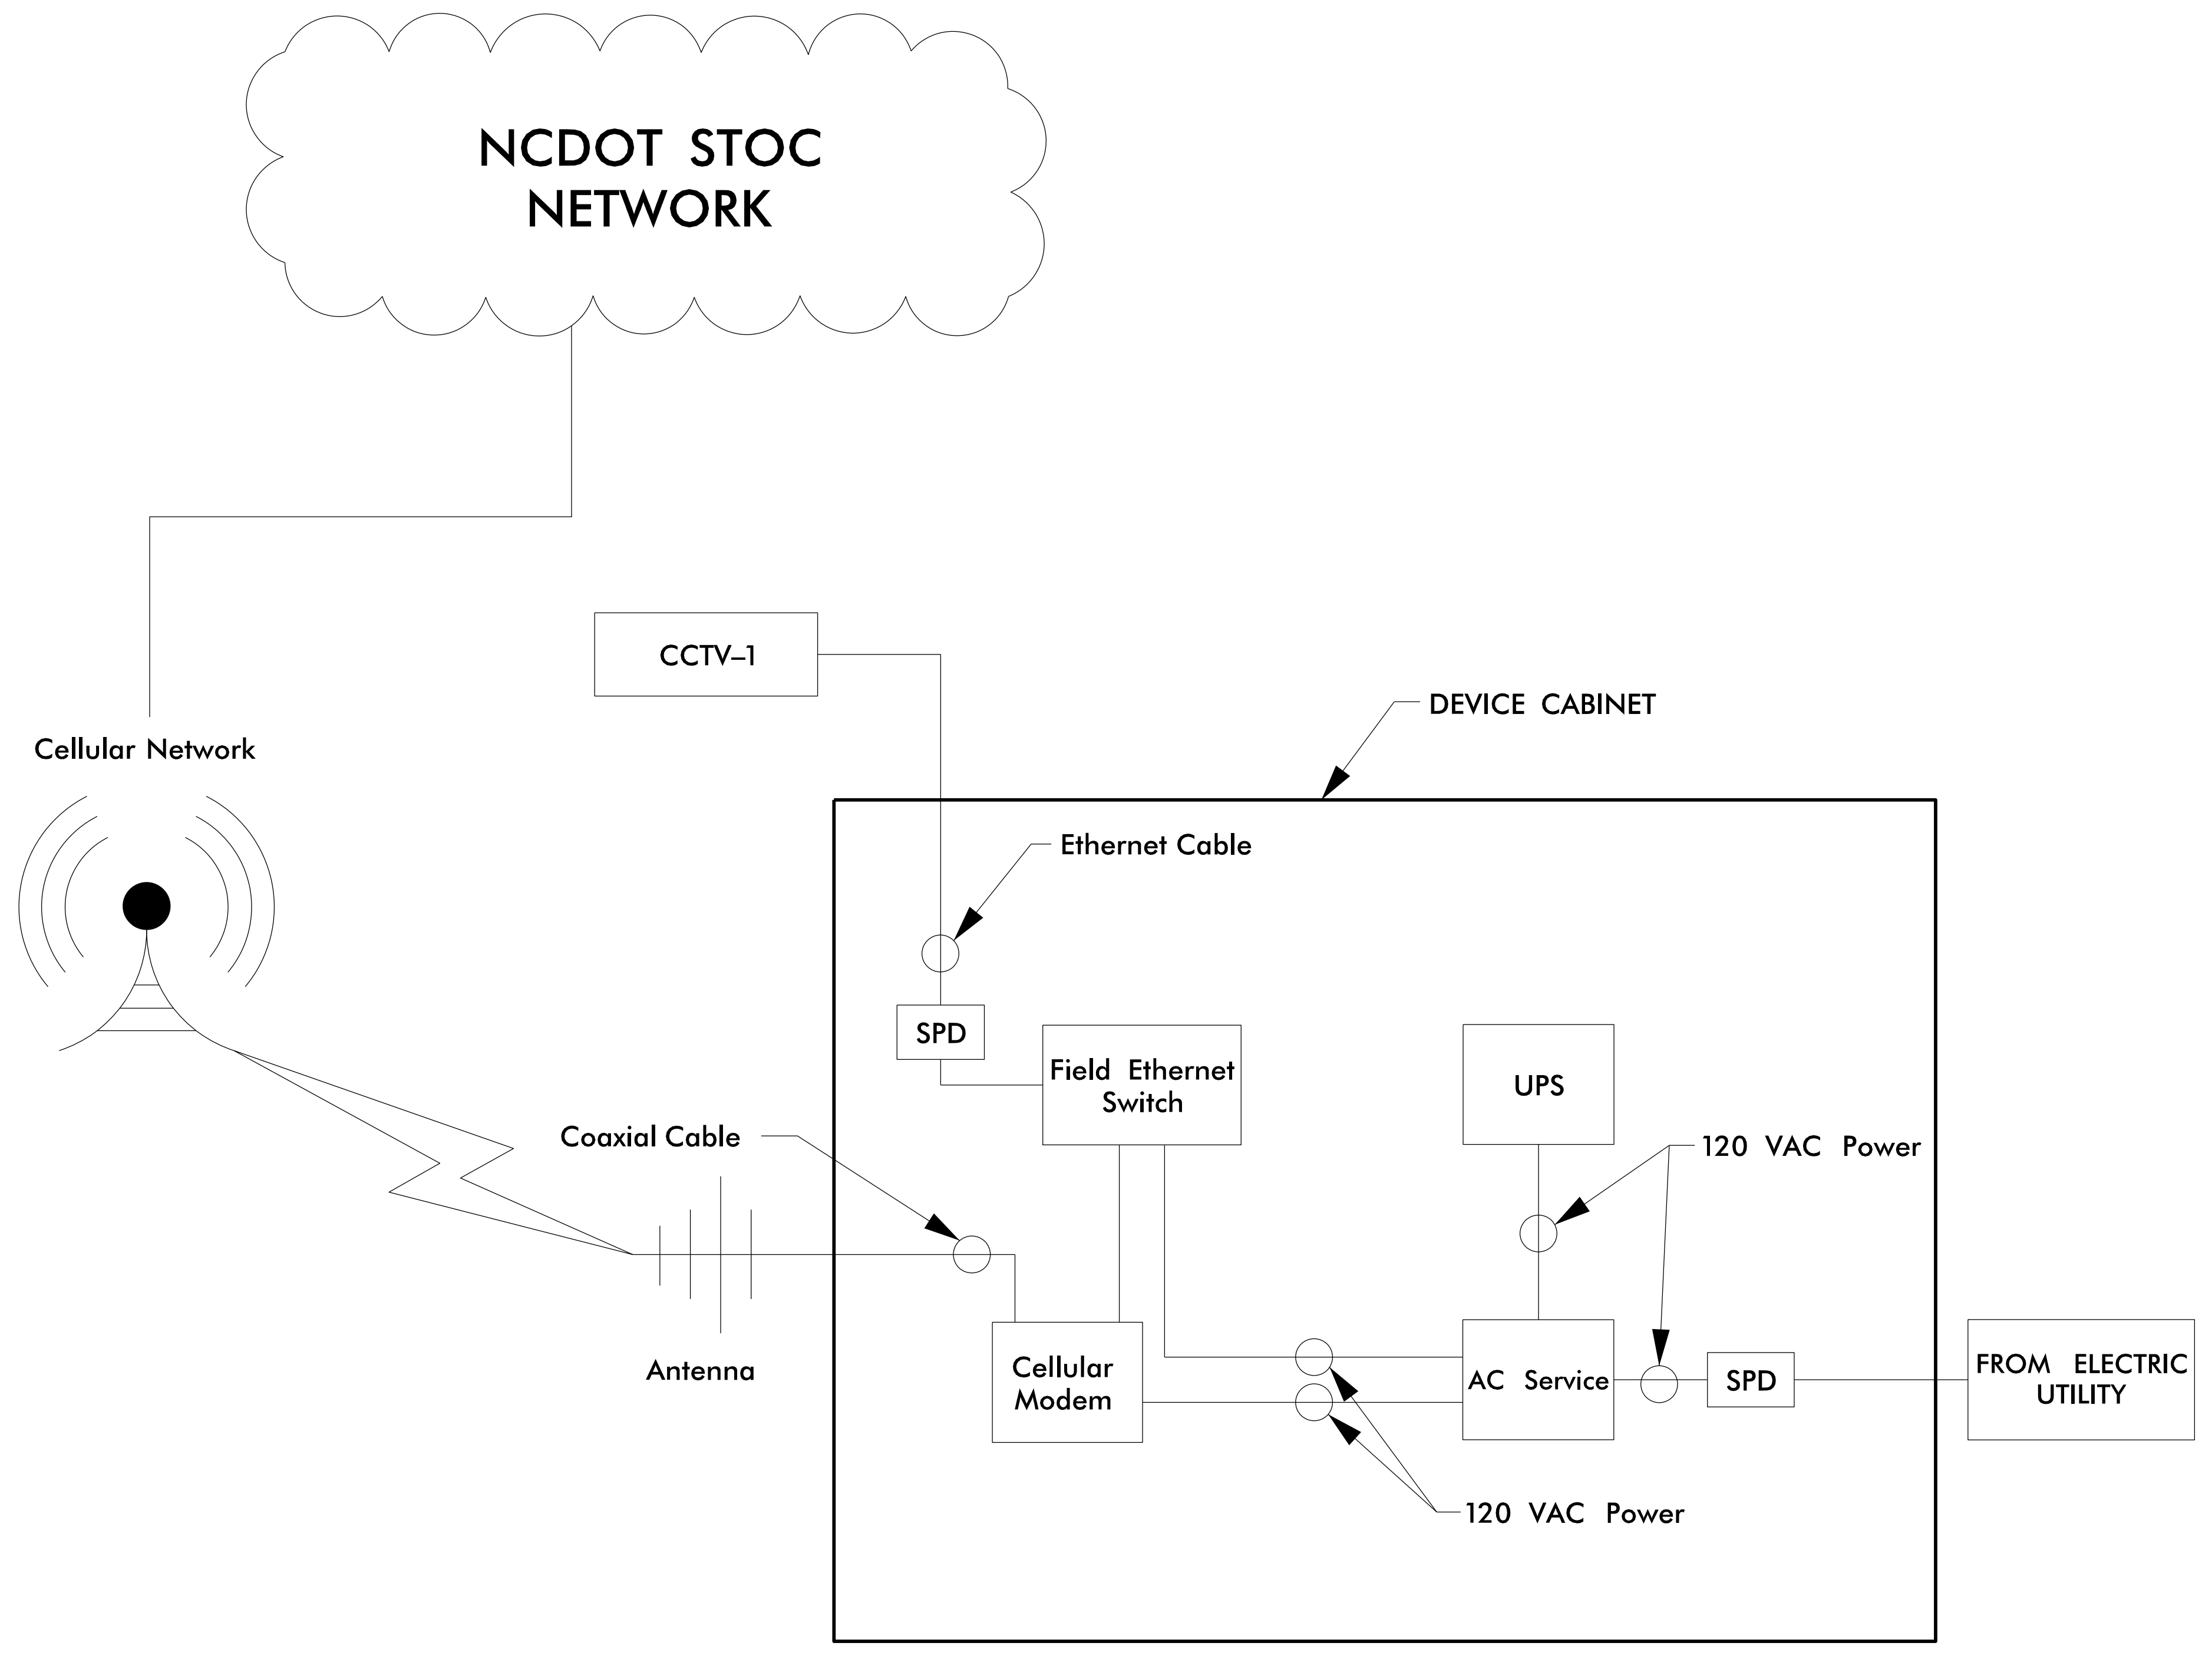 NCDOT STOC
NETWORK
CCTV–1
DEVICE CABINET
Cellular Network
Ethernet Cable
SPD
Field Ethernet
Switch
UPS
Coaxial Cable
120 VAC Power
Antenna
Cellular
Modem
AC Service
SPD
FROM ELECTRIC
UTILITY
120 VAC Power